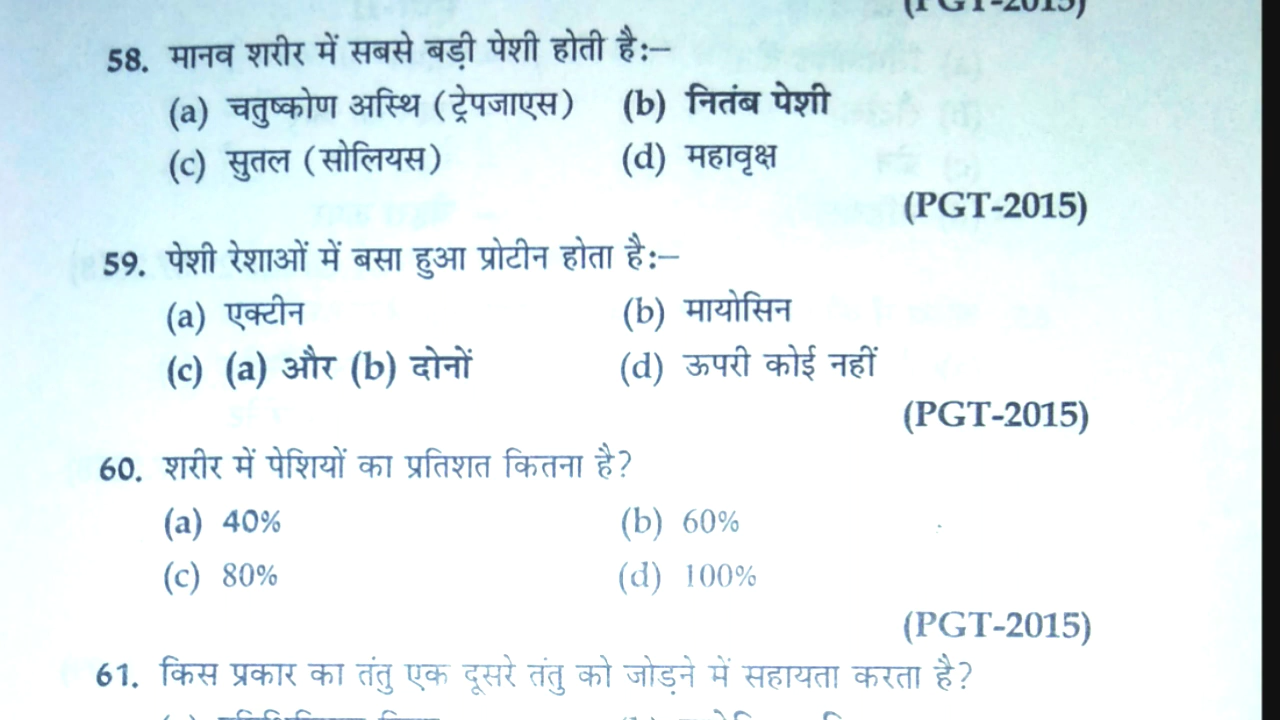 (PGT-2015)
58. मानव शरीर में सबसे बड़ी पेशी होती है:–
(a) चतुष्कोण अस्थि (ट्रेपजाएस) (b) नितंब पेशी
(c) सुतल (सोलियस) (d) महावृक्ष
(PGT-2015)
59. पेशी रेशाओं में बसा हुआ प्रोटीन होता है:–
(a) एक्टीन (b) मायोसिन
(c) (a) और (b) दोनों (d) ऊपरी कोई नहीं
(PGT-2015)
60. शरीर में पेशियों का प्रतिशत कितना है?
(a) 40% (b) 60%
(c) 80% (d) 100%
(PGT-2015)
61. किस प्रकार का तंतु एक दूसरे तंतु को जोड़ने में सहायता करता है?